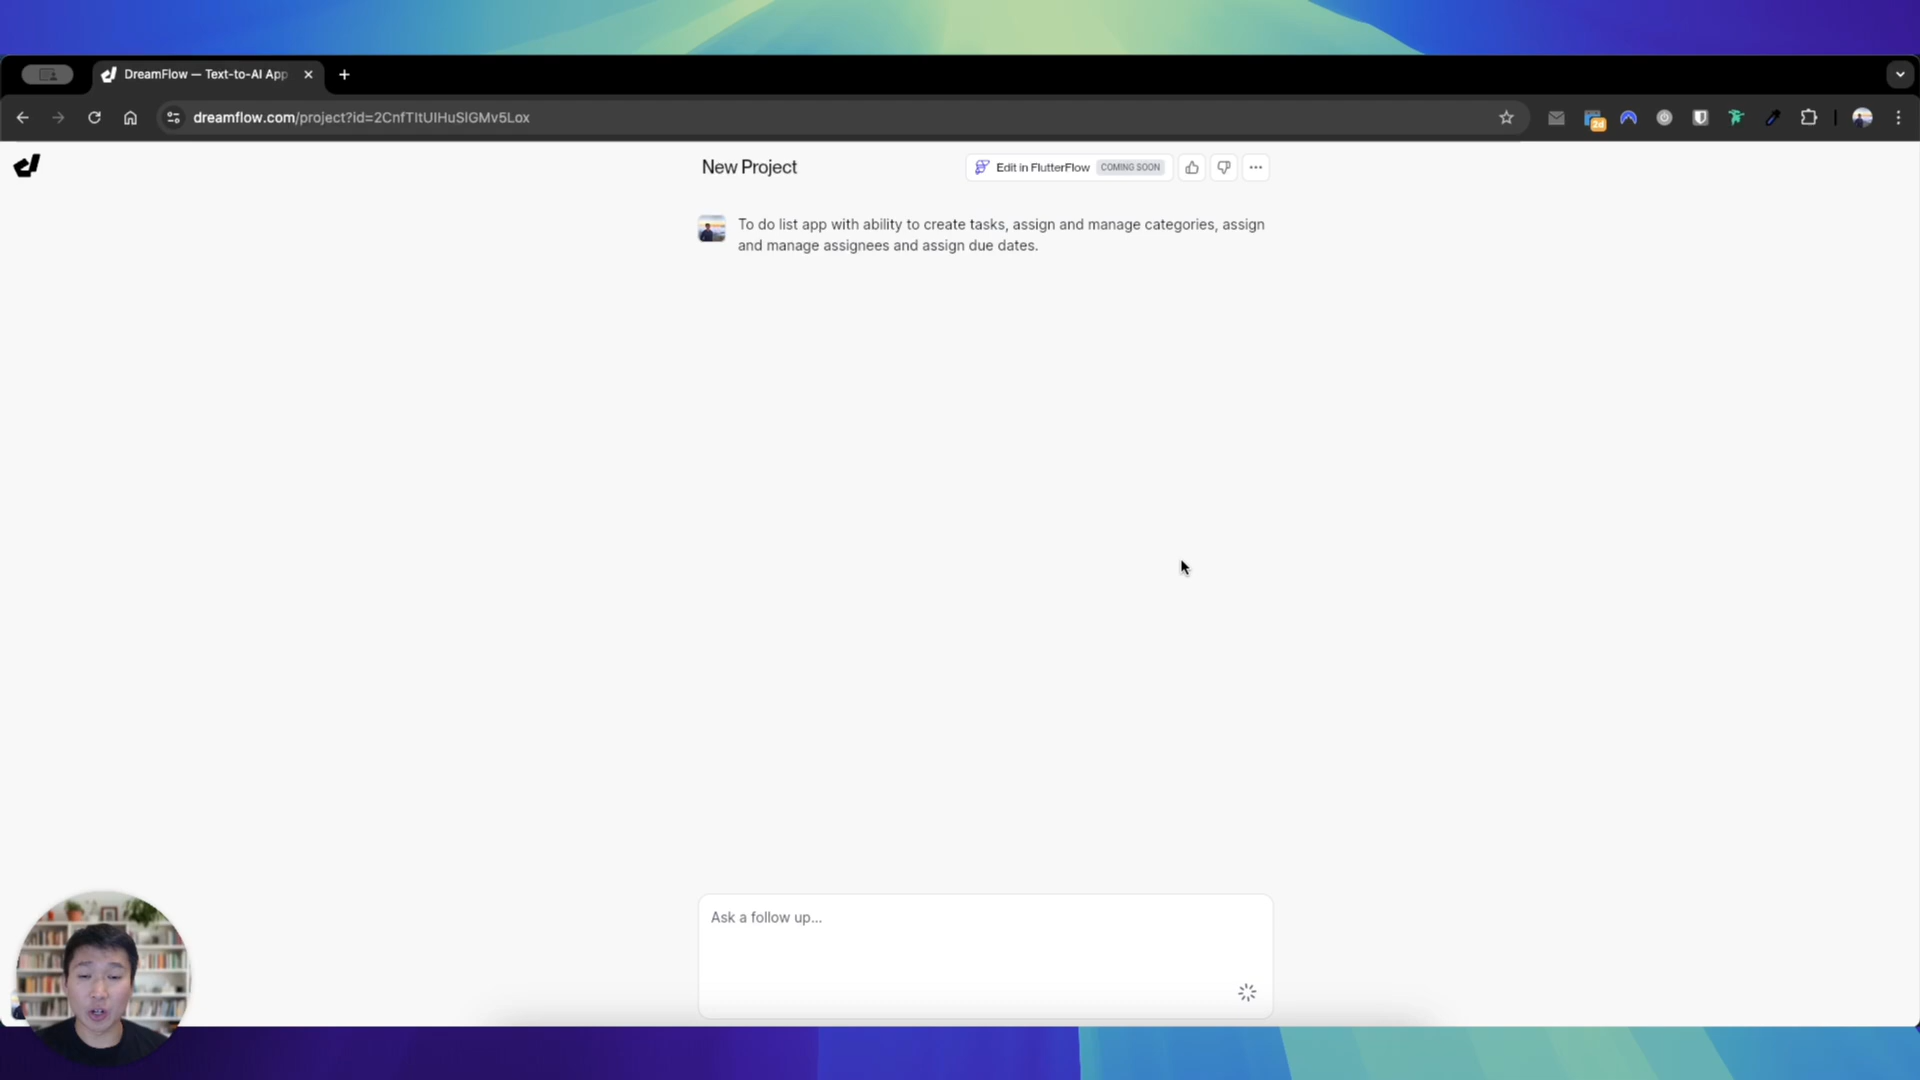 DreamFlow — Text-to-AI App
dreamflow.com/project?id=2CnfTItUIHuSlGMv5Lox
2d
New Project
Edit in FlutterFlow COMING SOON
To do list app with ability to create tasks, assign and manage categories, assign
and manage assignees and assign due dates.
Ask a follow up...